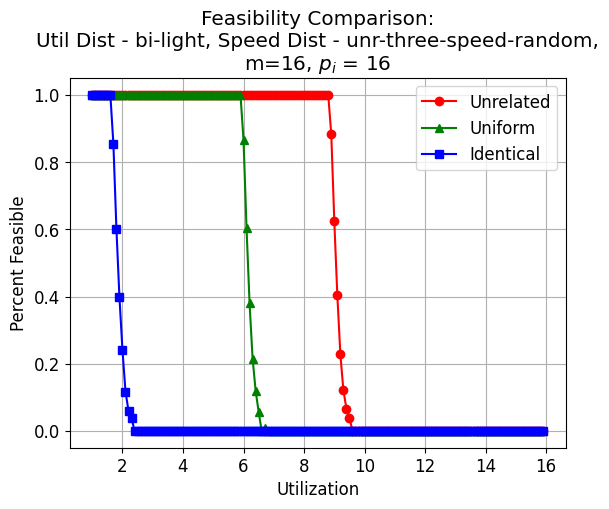 Feasibility Comparison:
Util Dist - bi-light, Speed Dist - unr-three-speed-random,
m=16, pᵢ = 16
Unrelated
Uniform
Identical
Percent Feasible
1.0
0.8
0.6
0.4
0.2
0.0
2 4 6 8 10 12 14 16
Utilization